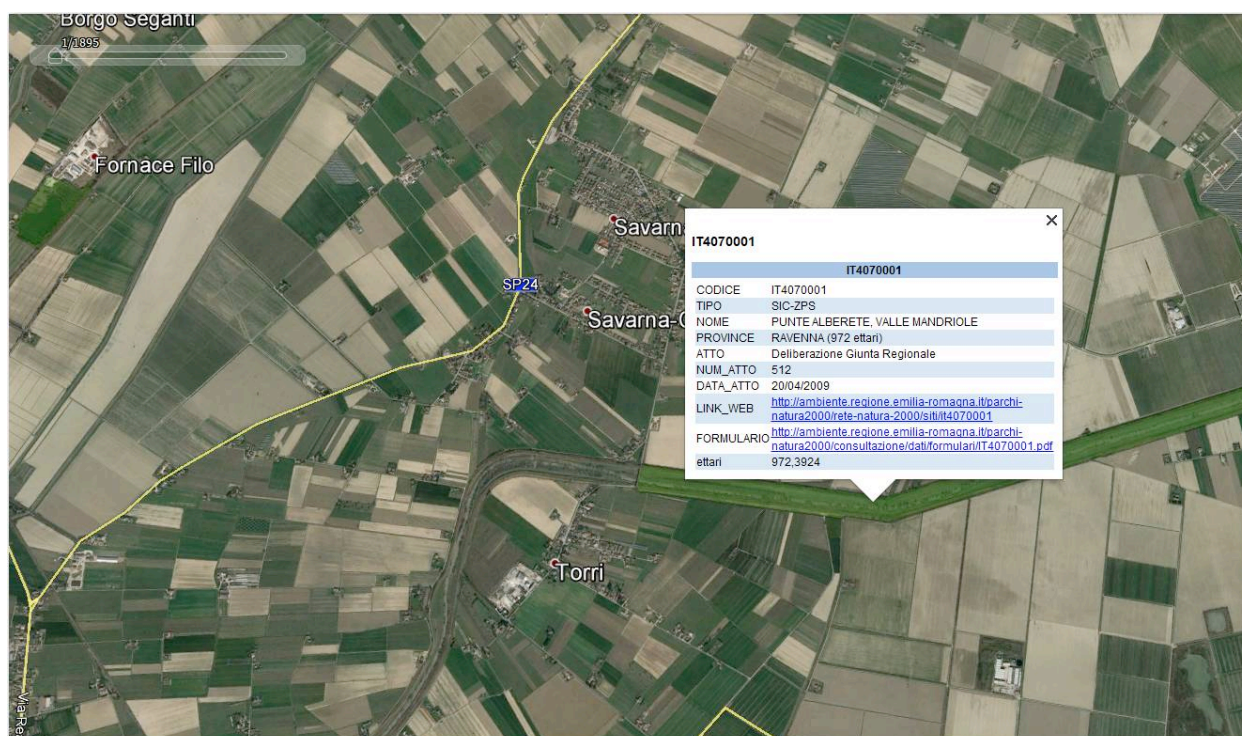 Borgo Seganti
1/1895
Fornace Filo
Savarn
SP24
Savarna-
Torri
Via Re
IT4070001
IT4070001
CODICE IT4070001
TIPO SIC-ZPS
NOME PUNTE ALBERETE, VALLE MANDRIOLE
PROVINCE RAVENNA (972 ettari)
ATTO Deliberazione Giunta Regionale
NUM_ATTO 512
DATA_ATTO 20/04/2009
LINK_WEB http://ambiente.regione.emilia-romagna.it/parchi-
natura2000/rete-natura-2000/siti/it4070001
FORMULARIO http://ambiente.regione.emilia-romagna.it/parchi-
natura2000/consultazione/dati/formulari/IT4070001.pdf
ettari 972,3924